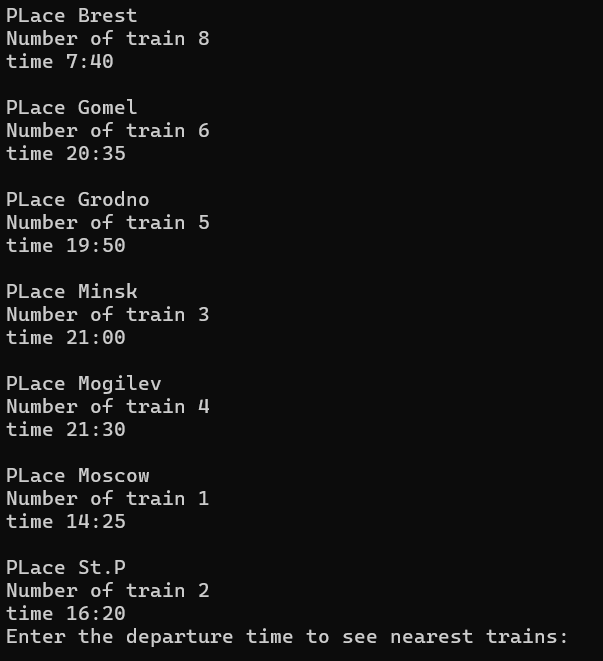 PLace Brest
Number of train 8
time 7:40
PLace Gomel
Number of train 6
time 20:35
PLace Grodno
Number of train 5
time 19:50
PLace Minsk
Number of train 3
time 21:00
PLace Mogilev
Number of train 4
time 21:30
PLace Moscow
Number of train 1
time 14:25
PLace St.P
Number of train 2
time 16:20
Enter the departure time to see nearest trains: